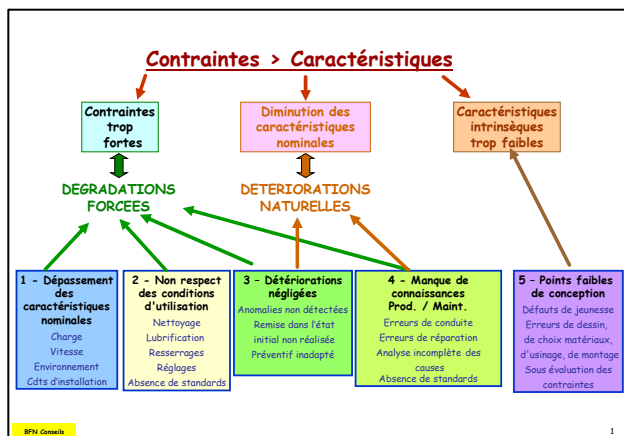 Contraintes > Caractéristiques
Contraintes
trop
fortes
Diminution des
caractéristiques
nominales
Caractéristiques
intrinsèques
trop faibles
DEGRADATIONS
FORCEES
DETERIORATIONS
NATURELLES
1 - Dépassement
des
caractéristiques
nominales
Charge
Vitesse
Environnement
Cdts d'installation
2 - Non respect
des conditions
d'utilisation
Nettoyage
Lubrification
Resserrages
Réglages
Absence de standards
3 – Détériorations
négligées
Anomalies non détectées
Remise dans l'état
initial non réalisée
Préventif inadapté
4 - Manque de
connaissances
Prod. / Maint.
Erreurs de conduite
Erreurs de réparation
Analyse incomplète des
causes
Absence de standards
5 – Points faibles
de conception
Défauts de jeunesse
Erreurs de dessin,
de choix matériaux,
d'usinage, de montage
Sous évaluation des
contraintes
BFN Conseils
1